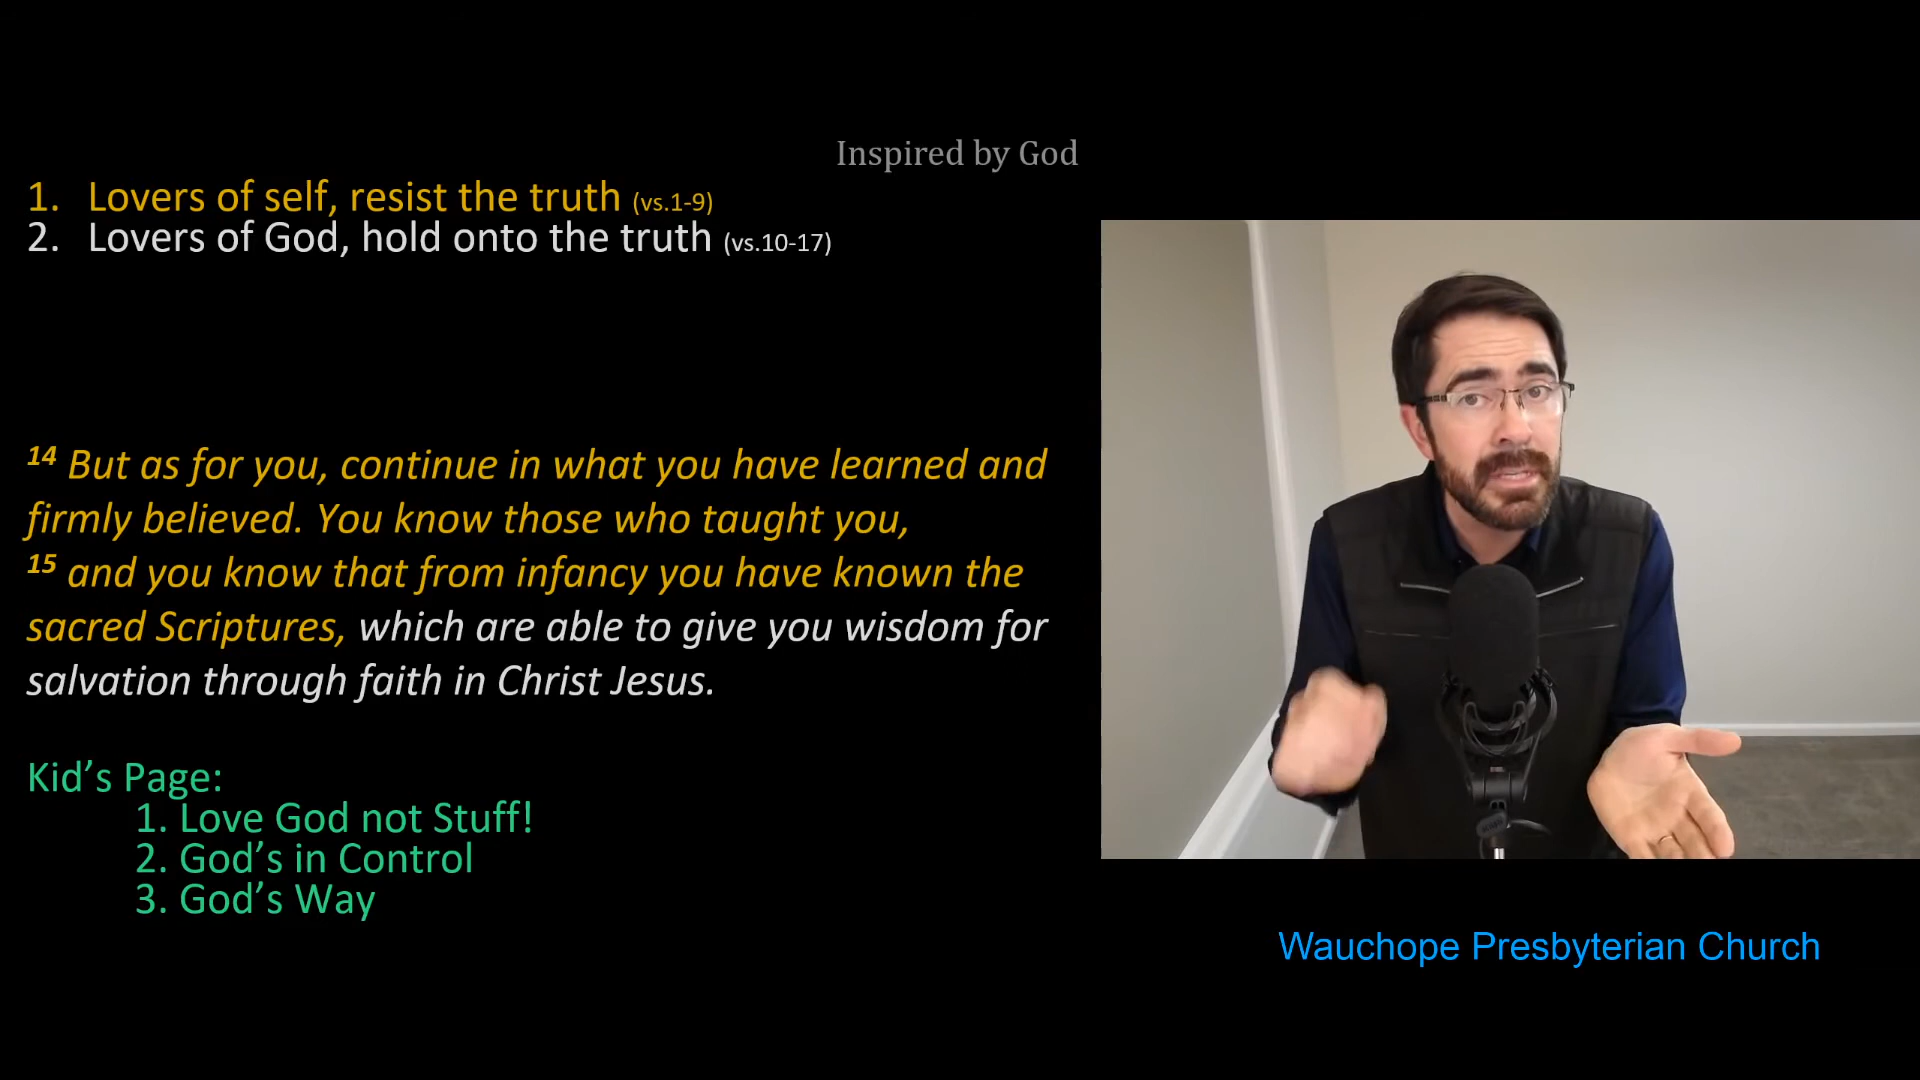 Inspired by God
1. Lovers of self, resist the truth (vs.1-9)
2. Lovers of God, hold onto the truth (vs.10-17)
14 But as for you, continue in what you have learned and
firmly believed. You know those who taught you,
15 and you know that from infancy you have known the
sacred Scriptures, which are able to give you wisdom for
salvation through faith in Christ Jesus.
Kid’s Page:
1. Love God not Stuff!
2. God’s in Control
3. God’s Way
Wauchope Presbyterian Church